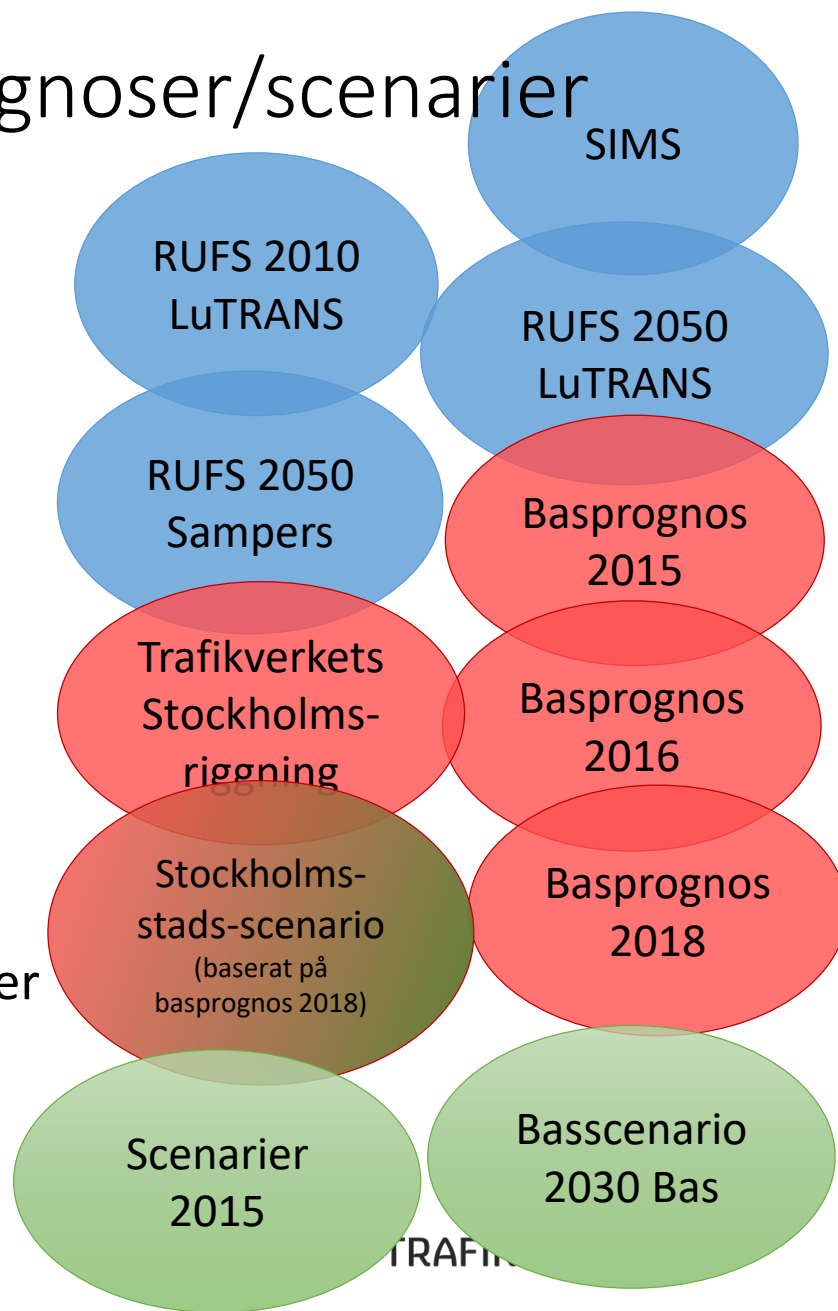 gnoser/scenarier
SIMS
RUFS 2010
LuTRANS
RUFS 2050
LuTRANS
RUFS 2050
Sampers
Basprognos
2015
Trafikverkets
Stockholms-
riggning
Basprognos
2016
Stockholms-
stads-scenario
(baserat på
basprognos 2018)
Basprognos
2018
er
Scenarier
2015
Basscenario
2030 Bas
TRAFIK